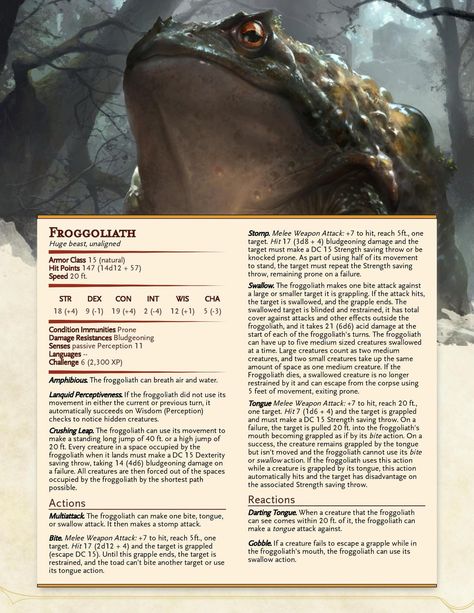 FROGGOLIATH
Huge beast, unaligned
Armor Class 15 (natural)
Hit Points 147 (14d12 + 57)
Speed 20 ft.
STR DEX CON INT WIS CHA
18 (+4) 9 (-1) 19 (+4) 2 (-4) 12 (+1) 5 (-3)
Condition Immunities Prone
Damage Resistances Bludgeoning
Senses passive Perception 11
Languages --
Challenge 6 (2,300 XP)
Amphibious. The froggoliath can breath air and water.
Lanquid Perceptiveness. If the froggoliath did not use its
movement in either the current or previous turn, it
automatically succeeds on Wisdom (Perception)
checks to notice hidden creatures.
Crushing Leap. The froggoliath can use its movement to
make a standing long jump of 40 ft. or a high jump of
20 ft. Every creature in a space occupied by the
froggoliath when it lands must make a DC 15 Dexterity
saving throw, taking 14 (4d6) bludgeoning damage on a
failure. All creatures are then forced out of the spaces
occupied by the froggoliath by the shortest path
possible.
Actions
Multiattack. The froggoliath can make one bite, tongue,
or swallow attack. It then makes a stomp attack.
Bite. Melee Weapon Attack: +7 to hit, reach 5ft., one
target. Hit 17 (2d12 + 4) and the target is grappled
(escape DC 15). Until this grapple ends, the target is
restrained, and the toad can't bite another target or use
its tongue action.
Stomp. Melee Weapon Attack: +7 to hit, reach 5ft., one
target. Hit 17 (3d8 + 4) bludgeoning damage and the
target must make a DC 15 Strength saving throw or be
knocked prone. As part of using half of its movement
to stand, the target must repeat the Strength saving
throw, remaining prone on a failure.
Swallow. The froggoliath makes one bite attack against
a large or smaller target it is grappling. If the attack hits,
the target is swallowed, and the grapple ends. The
swallowed target is blinded and restrained, it has total
cover against attacks and other effects outside the
froggoliath, and it takes 21 (6d6) acid damage at the
start of each of the froggoliath's turns. The froggoliath
can have up to five medium sized creatures swallowed
at a time. Large creatures count as two medium
creatures, and two small creatures take up the same
amount of space as one medium creature. If the
Froggoliath dies, a swallowed creature is no longer
restrained by it and can escape from the corpse using
5 feet of movement, exiting prone.
Tongue Melee Weapon Attack: +7 to hit, reach 20 ft.,
one target. Hit 7 (1d6 + 4) and the target is grappled
and must make a DC 15 Strength saving throw. On a
failure, the target is pulled 20 ft. into the froggoliath's
mouth becoming grappled as if by its bite action. On a
success, the creature remains grappled by the tongue
but isn't moved and the froggoliath cannot use its bite
or swallow action. If the froggoliath uses this action
while a creature is grappled by its tongue, this action
automatically hits and the target has disadvantage on
the associated Strength saving throw.
Reactions
Darting Tongue. When a creature that the froggoliath
can see comes within 20 ft. of it, the froggoliath can
make a tongue attack against.
Gobble. If a creature fails to escape a grapple while in
the froggoliath's mouth, the froggoliath can use its
swallow action.